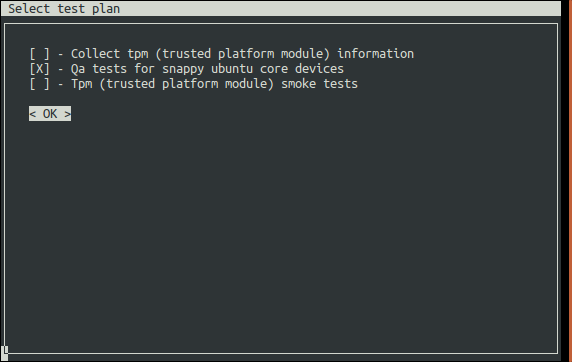 Select test plan
[ ] - Collect tpm (trusted platform module) information
[X] - Qa tests for snappy ubuntu core devices
[ ] - Tpm (trusted platform module) smoke tests
< OK >